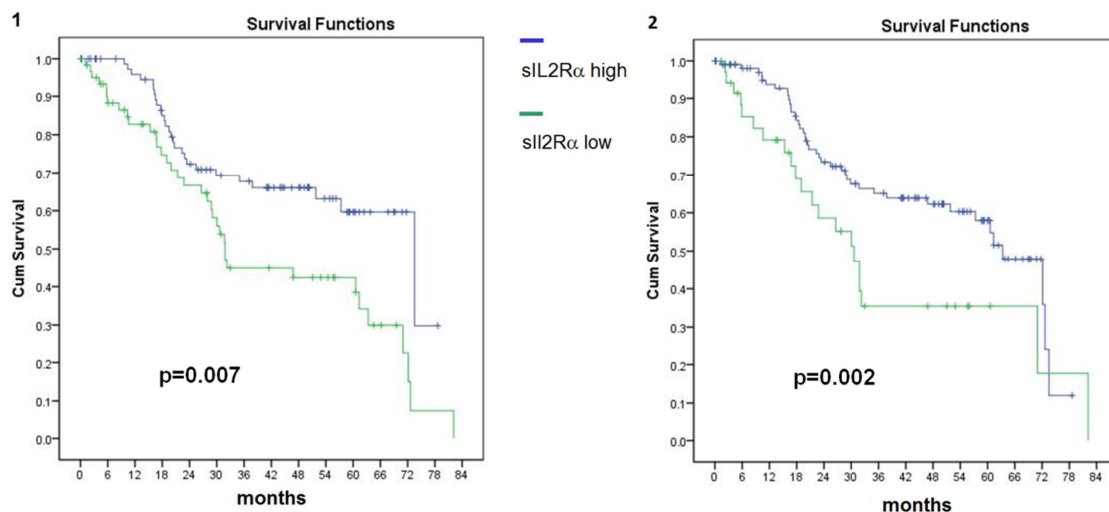 1
Survival Functions
Cum Survival
1.0
0.9
0.8
0.7
0.6
0.5
0.4
0.3
0.2
0.1
0.0
p=0.007
0 6 12 18 24 30 36 42 48 54 60 66 72 78 84
months
sIL2Rα high
sIl2Rα low
2
Survival Functions
Cum Survival
1.0
0.9
0.8
0.7
0.6
0.5
0.4
0.3
0.2
0.1
0.0
p=0.002
0 6 12 18 24 30 36 42 48 54 60 66 72 78 84
months